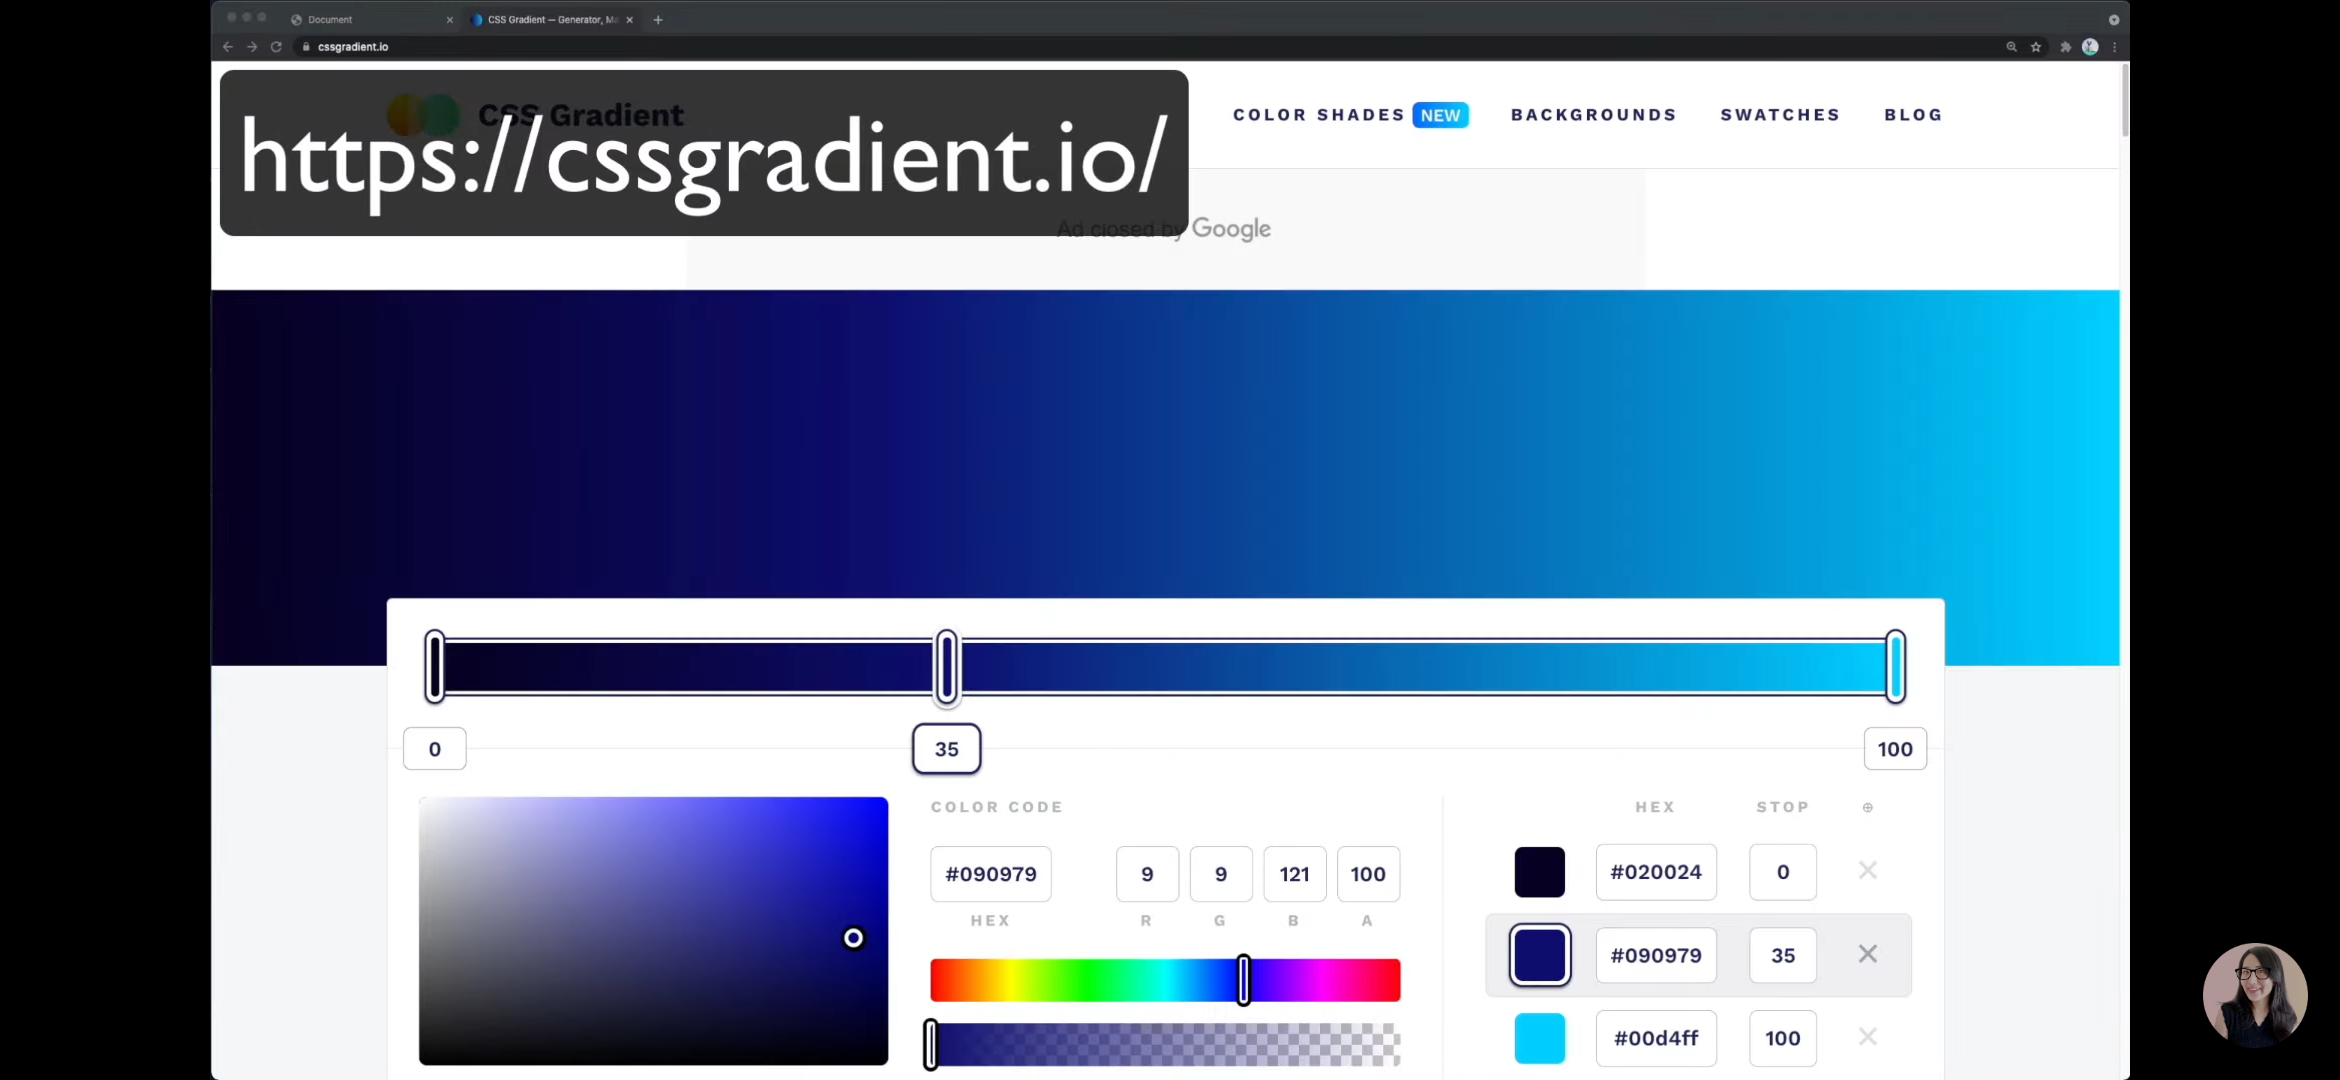 Document
CSS Gradient — Generator, Ma
cssgradient.io
CSS Gradient
https://cssgradient.io/
COLOR SHADES NEW BACKGROUNDS SWATCHES BLOG
Ad closed by Google
0 35 100
COLOR CODE
#090979 9 9 121 100
HEX R G B A
HEX STOP
#020024 0
#090979 35
#00d4ff 100